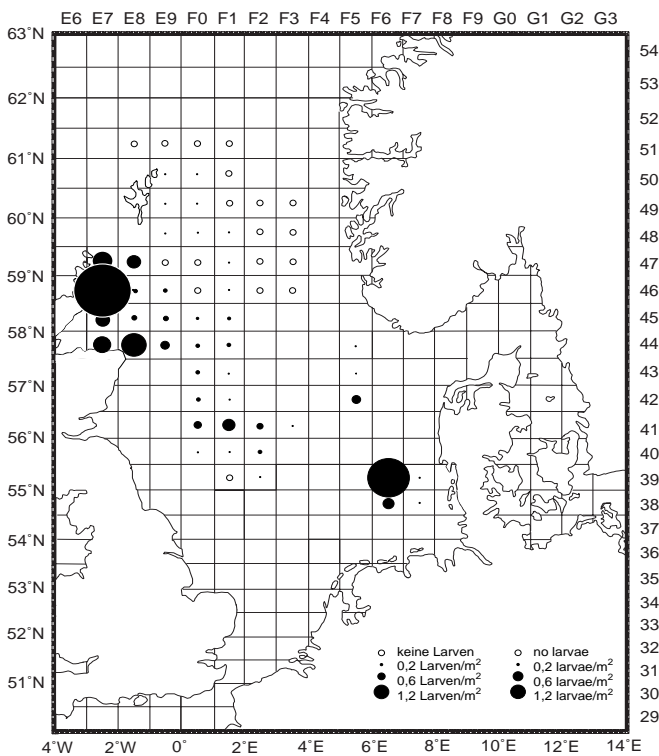 E6 E7 E8 E9 F0 F1 F2 F3 F5 F6 F7 F8 F9 G0 G1 G2 G3
63°N
54
53
62°N
52
61°N
51
50
60°N
49
48
59°N
47
46
58°N
45
44
57°N
43
42
56°N
41
40
55°N
39
38
54°N
37
36
53°N
35
34
52°N
33
32
51°N
31
30
29
keine Larven
0,2 Larven/m²
0,6 Larven/m²
1,2 Larven/m²
no larvae
0,2 larvae/m²
0,6 larvae/m²
1,2 larvae/m²
4°W 2°W 0° 2°E 4°E 6°E 8°E 10°E 12°E 14°E